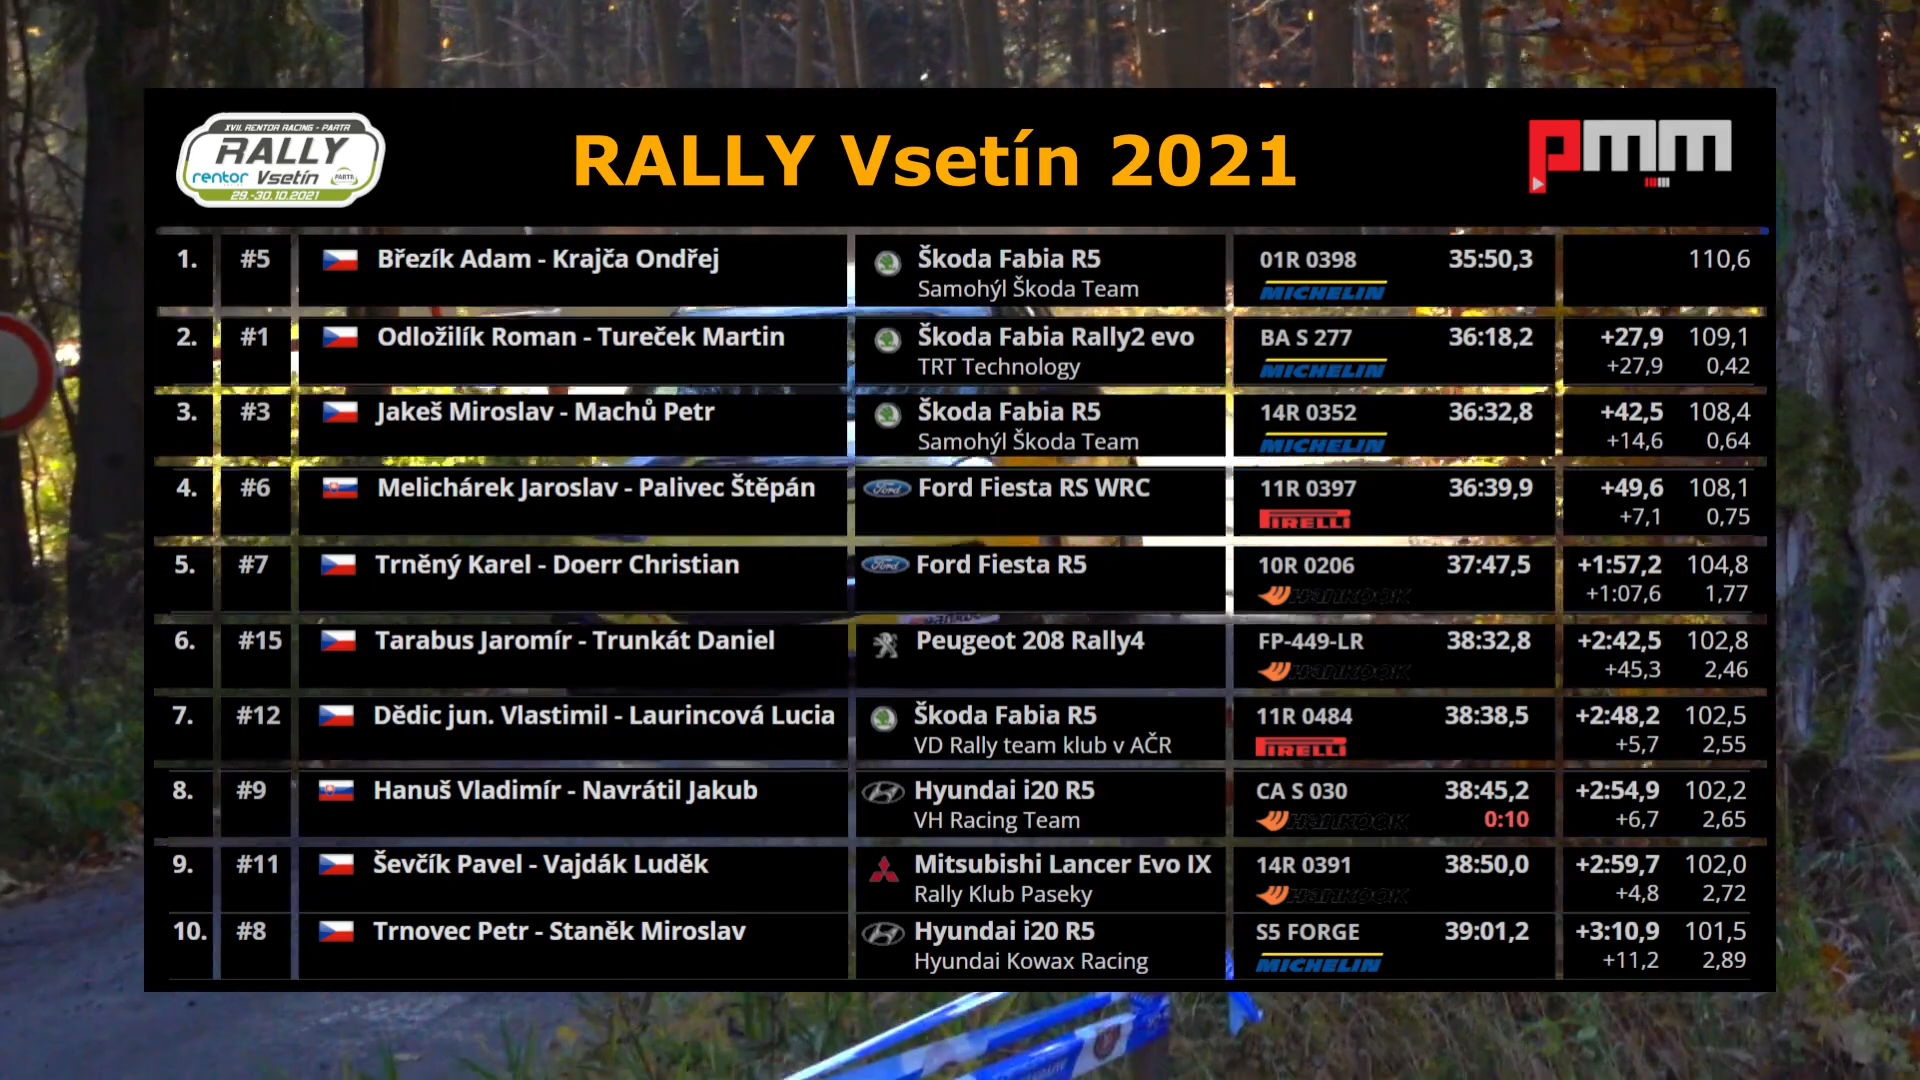 XVII. RENTOR RACING - PARTR
RALLY
rentor Vsetín PARTR
29.-30.10.2021
RALLY Vsetín 2021
pmm
1. #5 Březík Adam - Krajča Ondřej Škoda Fabia R5 01R 0398 35:50,3 110,6
Samohýl Škoda Team MICHELIN
2. #1 Odložilík Roman - Tureček Martin Škoda Fabia Rally2 evo BA S 277 36:18,2 +27,9 109,1
TRT Technology MICHELIN +27,9 0,42
3. #3 Jakeš Miroslav - Machů Petr Škoda Fabia R5 14R 0352 36:32,8 +42,5 108,4
Samohýl Škoda Team MICHELIN +14,6 0,64
4. #6 Melichárek Jaroslav - Palivec Štěpán Ford Ford Fiesta RS WRC 11R 0397 36:39,9 +49,6 108,1
PIRELLI +7,1 0,75
5. #7 Trněný Karel - Doerr Christian Ford Ford Fiesta R5 10R 0206 37:47,5 +1:57,2 104,8
HANKOOK +1:07,6 1,77
6. #15 Tarabus Jaromír - Trunkát Daniel Peugeot 208 Rally4 FP-449-LR 38:32,8 +2:42,5 102,8
HANKOOK +45,3 2,46
7. #12 Dědic jun. Vlastimil - Laurincová Lucia Škoda Fabia R5 11R 0484 38:38,5 +2:48,2 102,5
VD Rally team klub v AČR PIRELLI +5,7 2,55
8. #9 Hanuš Vladimír - Navrátil Jakub Hyundai i20 R5 CA S 030 38:45,2 +2:54,9 102,2
VH Racing Team HANKOOK 0:10 +6,7 2,65
9. #11 Ševčík Pavel - Vajdák Luděk Mitsubishi Lancer Evo IX 14R 0391 38:50,0 +2:59,7 102,0
Rally Klub Paseky HANKOOK +4,8 2,72
10. #8 Trnovec Petr - Staněk Miroslav Hyundai i20 R5 S5 FORGE 39:01,2 +3:10,9 101,5
Hyundai Kowax Racing MICHELIN +11,2 2,89